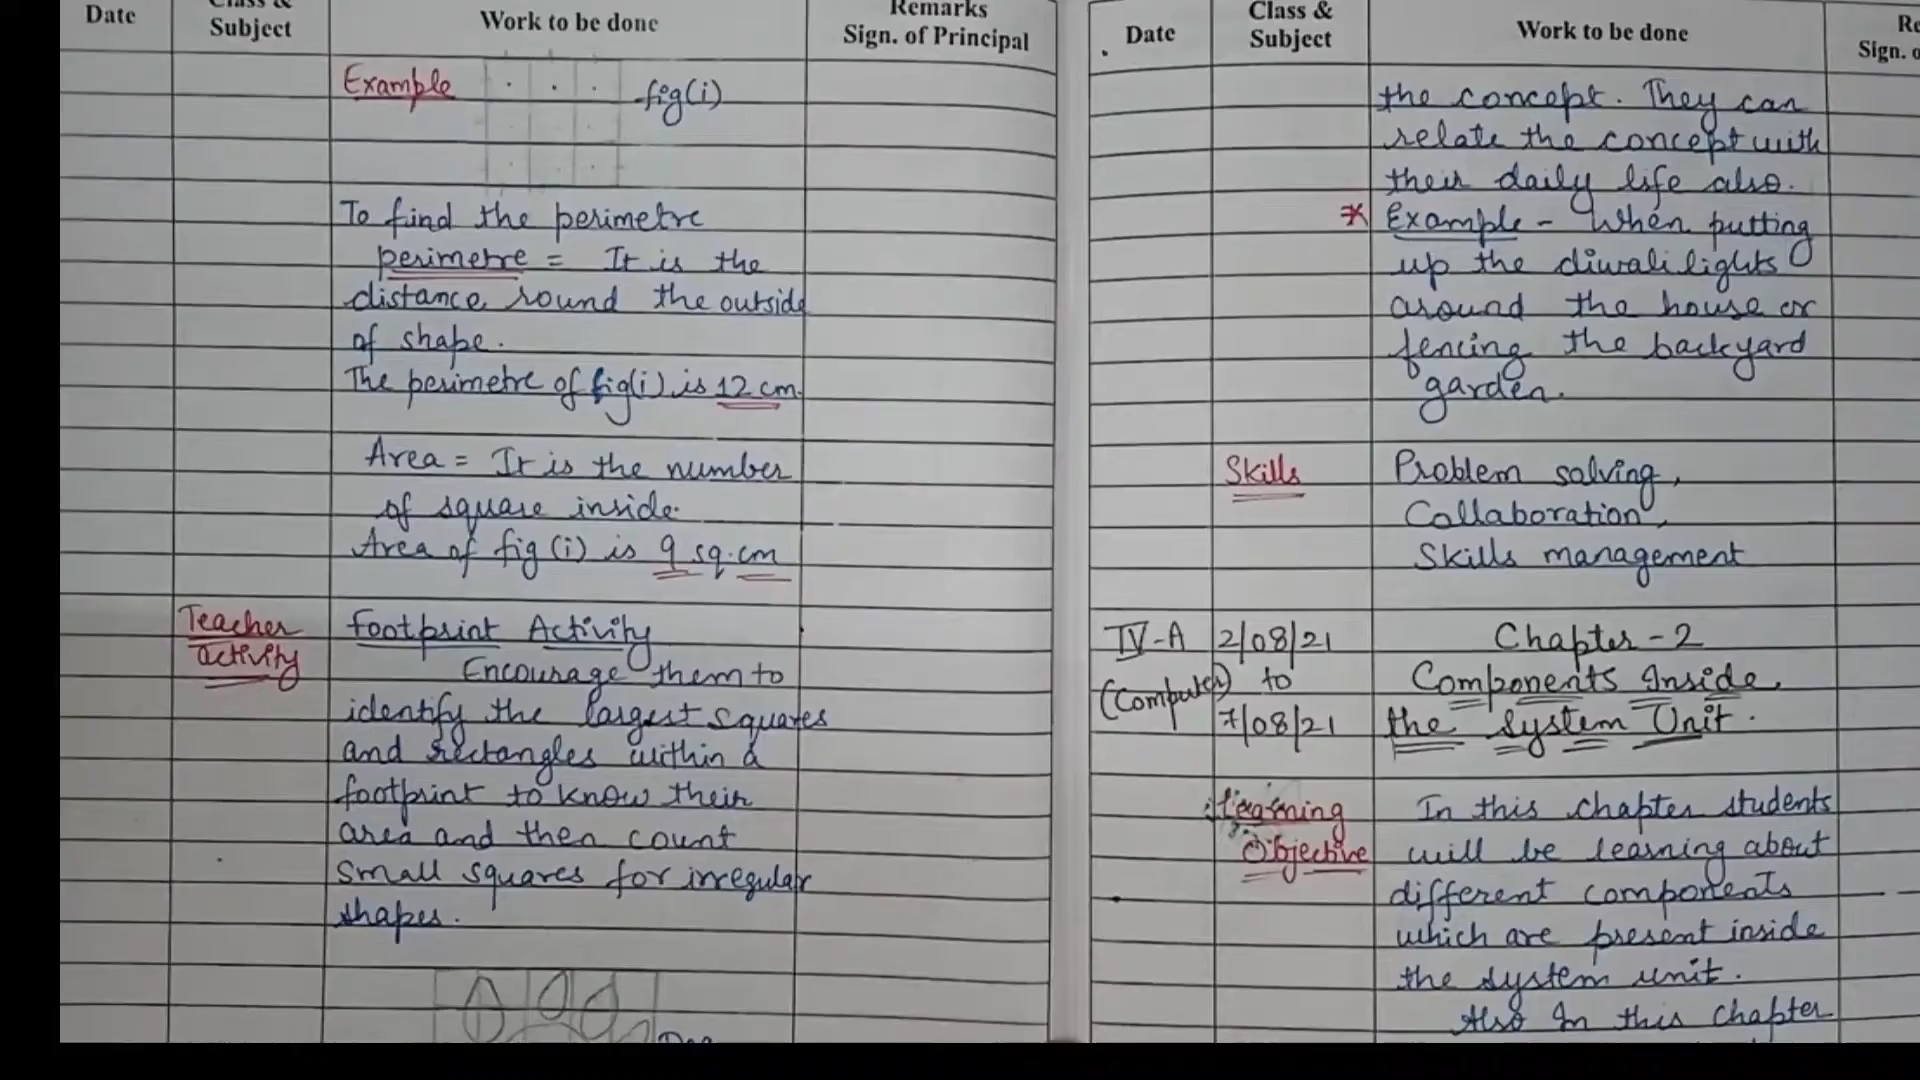 Date
Class &
Subject
Work to be done
Remarks
Sign. of Principal
Example
fig(i)
To find the perimetre
perimetre = It is the
distance round the outside
of shape.
The perimetre of fig(i) is 12 cm.
Area = It is the number
of square inside.
Area of fig (i) is 9 sq.cm
Teacher
activity
Footprint Activity
Encourage them to
identify the largest squares
and rectangles within a
footprint to know their
area and then count
small squares for irregular
shapes.
Date
Class &
Subject
Work to be done
Sign.
the concept. They can
relate the concept with
their daily life also.
* Example - When putting
up the diwali lights
around the house or
fencing the backyard
garden.
Skills
Problem solving,
Collaboration,
Skills management
IV-A
(Computer)
2/08/21
to
7/08/21
Chapter - 2
Components Inside
the System Unit.
Learning
Objective
In this chapter students
will be learning about
different components
which are present inside
the system unit.
Also In this chapter